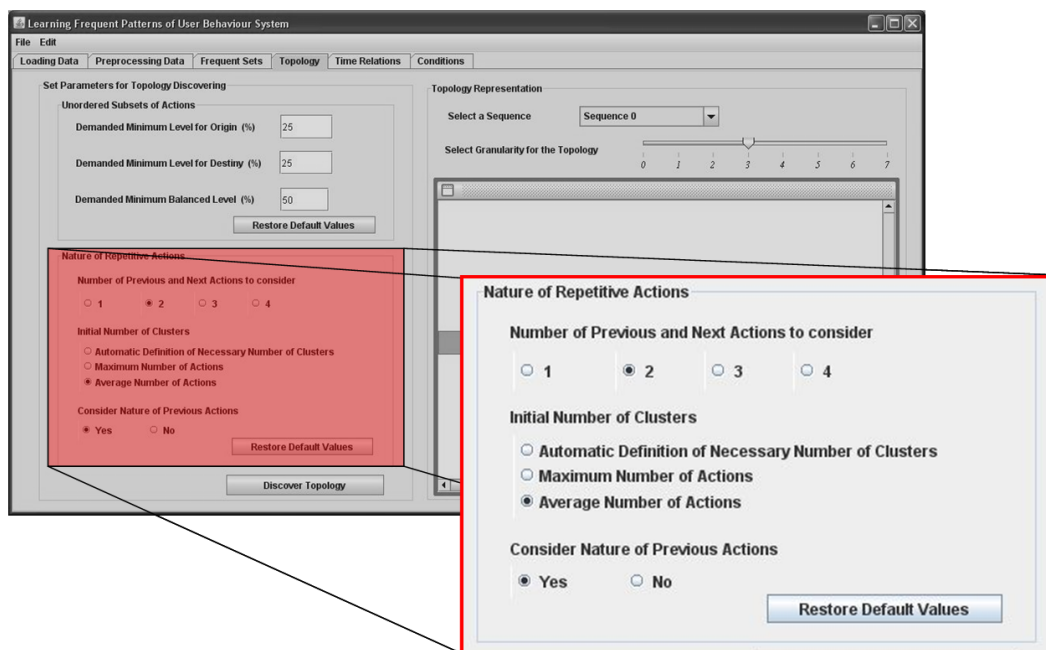 Learning Frequent Patterns of User Behaviour System
File Edit
Loading Data Preprocessing Data Frequent Sets Topology Time Relations Conditions
Set Parameters for Topology Discovering
Unordered Subsets of Actions
Demanded Minimum Level for Origin (%) 25
Demanded Minimum Level for Destiny (%) 25
Demanded Minimum Balanced Level (%) 50
Restore Default Values
Nature of Repetitive Actions
Number of Previous and Next Actions to consider
1 2 3 4
Initial Number of Clusters
Automatic Definition of Necessary Number of Clusters
Maximum Number of Actions
Average Number of Actions
Consider Nature of Previous Actions
Yes No
Restore Default Values
Discover Topology
Topology Representation
Select a Sequence Sequence 0
Select Granularity for the Topology
0 1 2 3 4 5 6 7
Nature of Repetitive Actions
Number of Previous and Next Actions to consider
1 2 3 4
Initial Number of Clusters
Automatic Definition of Necessary Number of Clusters
Maximum Number of Actions
Average Number of Actions
Consider Nature of Previous Actions
Yes No
Restore Default Values